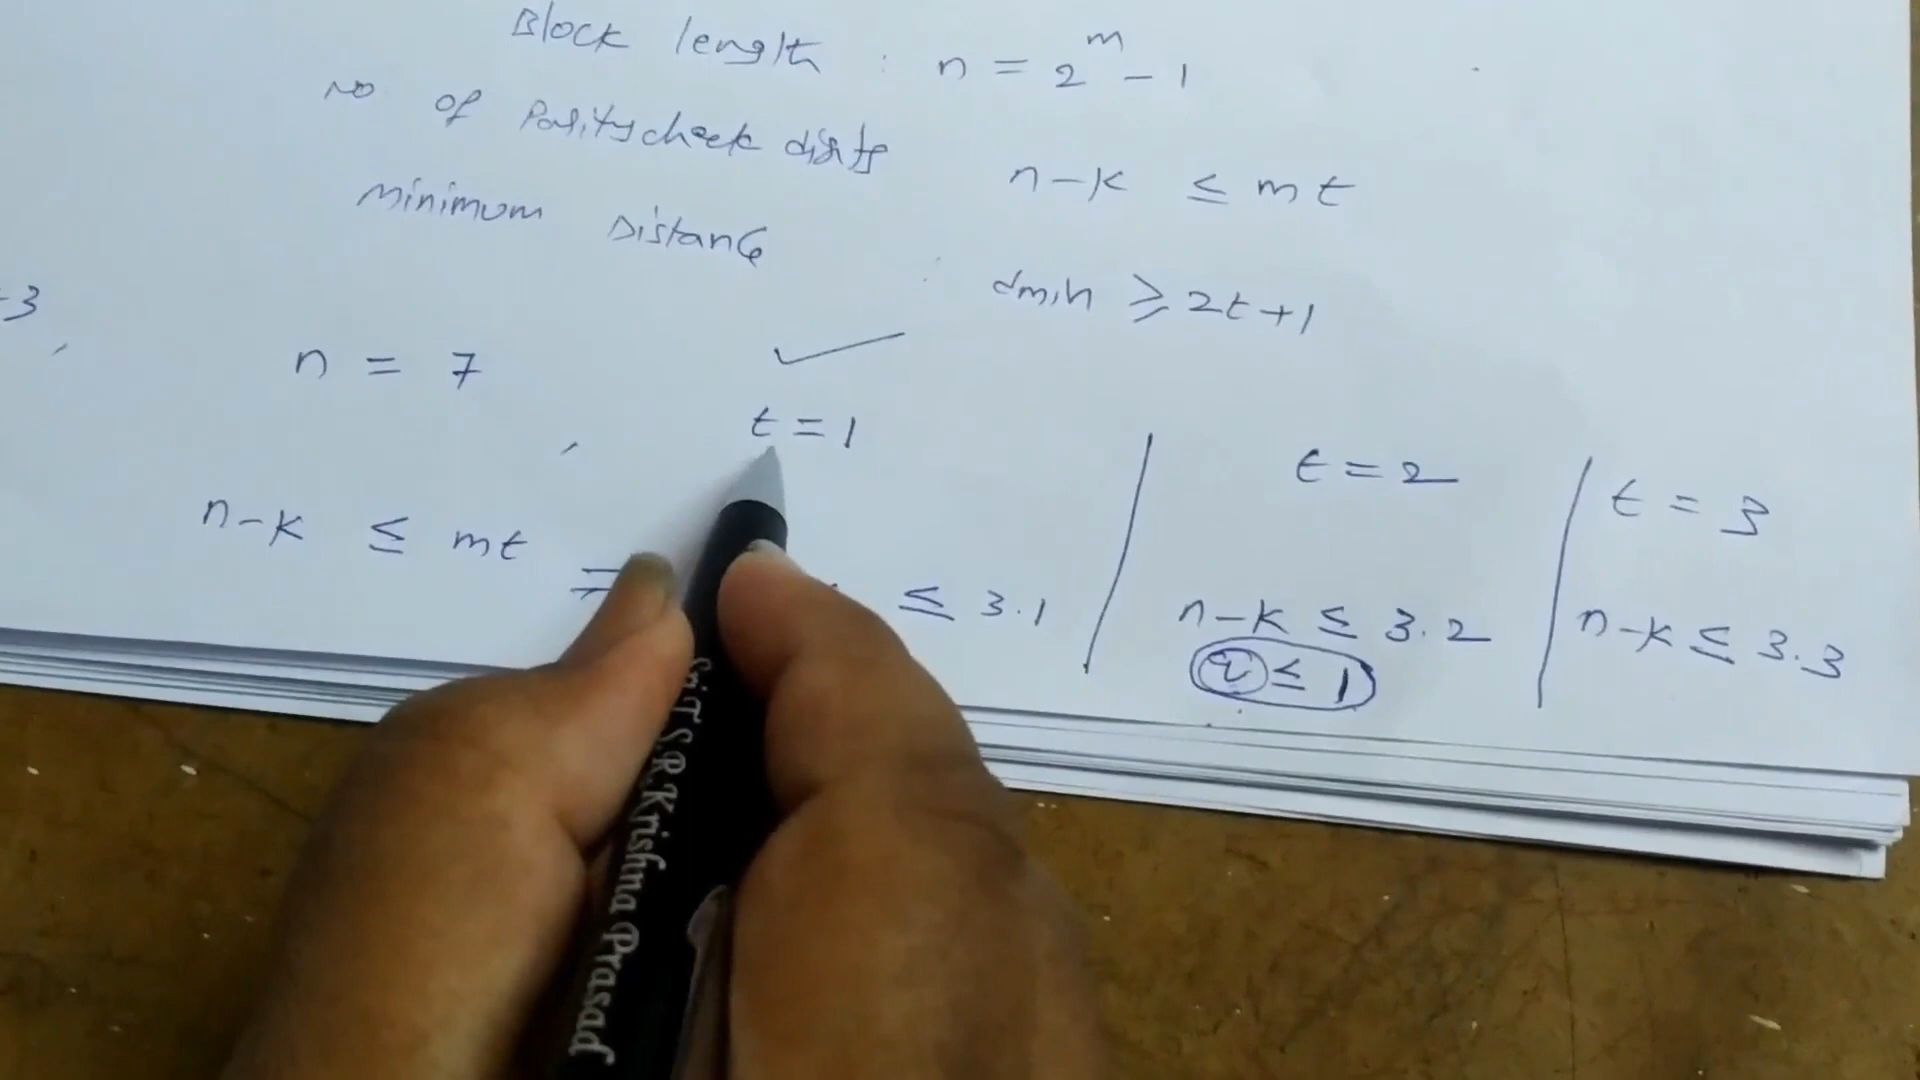 Block length : n = 2^m - 1
No of Paritycheck digits n-k ≤ mt
Minimum Distance : dmin ≥ 2t+1
-3 , n = 7 , t = 1
t = 2
t = 3
n-k ≤ mt ≤ 3.1
n-k ≤ 3.2
n-k ≤ 3.3
≤ 1
Sri T.S.R.Krishna Prasad